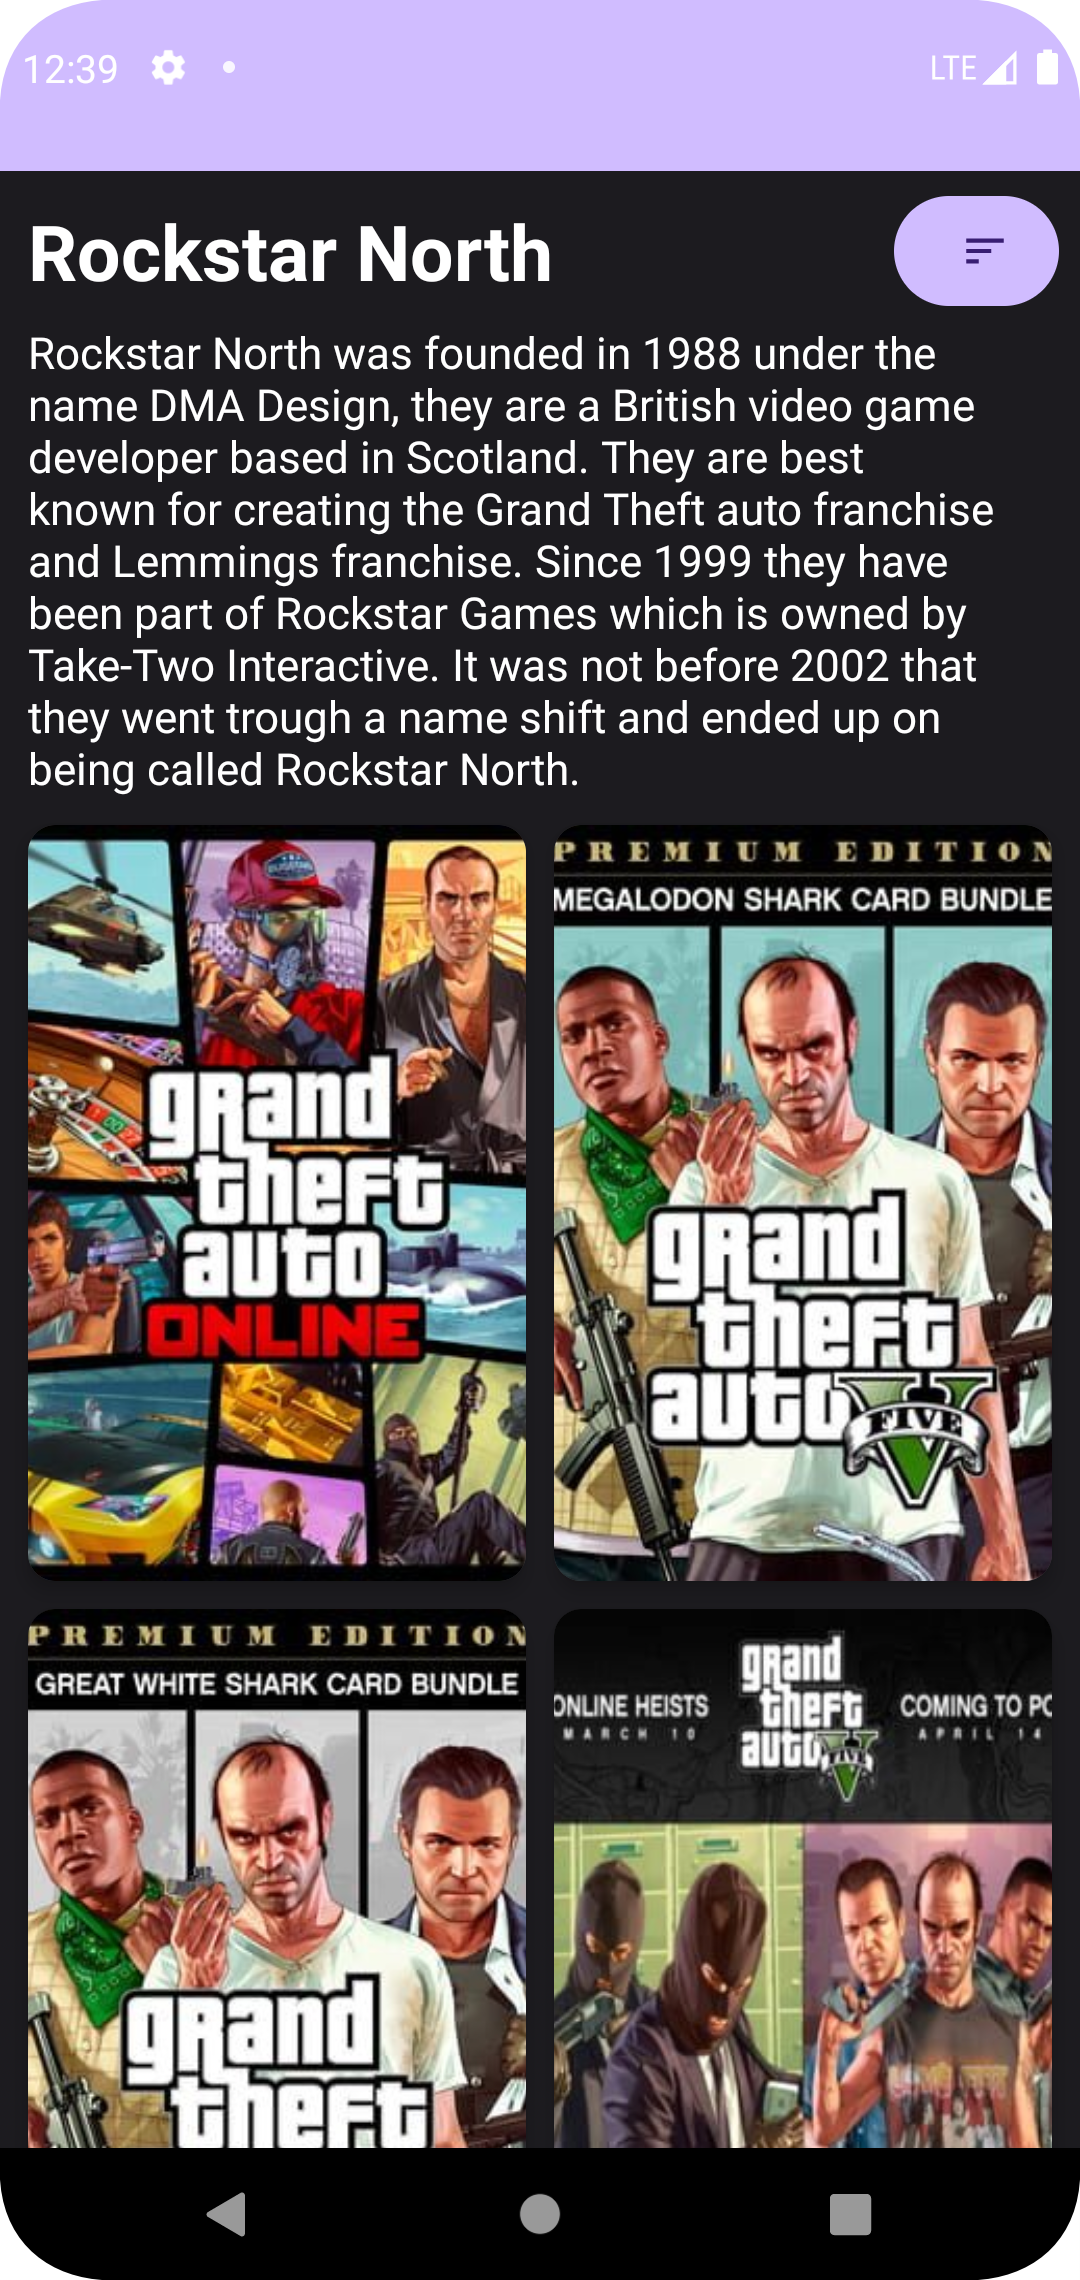 12:39
LTE
Rockstar North
Rockstar North was founded in 1988 under the
name DMA Design, they are a British video game
developer based in Scotland. They are best
known for creating the Grand Theft auto franchise
and Lemmings franchise. Since 1999 they have
been part of Rockstar Games which is owned by
Take-Two Interactive. It was not before 2002 that
they went trough a name shift and ended up on
being called Rockstar North.
grand
theft
auto
ONLINE
PREMIUM EDITION
MEGALODON SHARK CARD BUNDLE
grand
theft
auto V
FIVE
PREMIUM EDITION
GREAT WHITE SHARK CARD BUNDLE
grand
theft
ONLINE HEISTS
MARCH 10
grand
theft
auto V
FIVE
COMING TO PC
APRIL 14